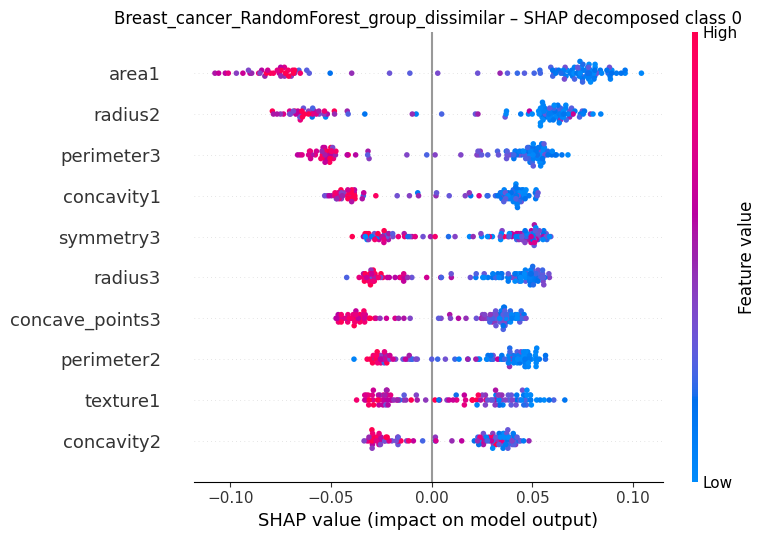 Breast_cancer_RandomForest_group_dissimilar – SHAP decomposed class 0
High
area1
radius2
perimeter3
concavity1
symmetry3
radius3
concave_points3
perimeter2
texture1
concavity2
Feature value
Low
−0.10 −0.05 0.00 0.05 0.10
SHAP value (impact on model output)